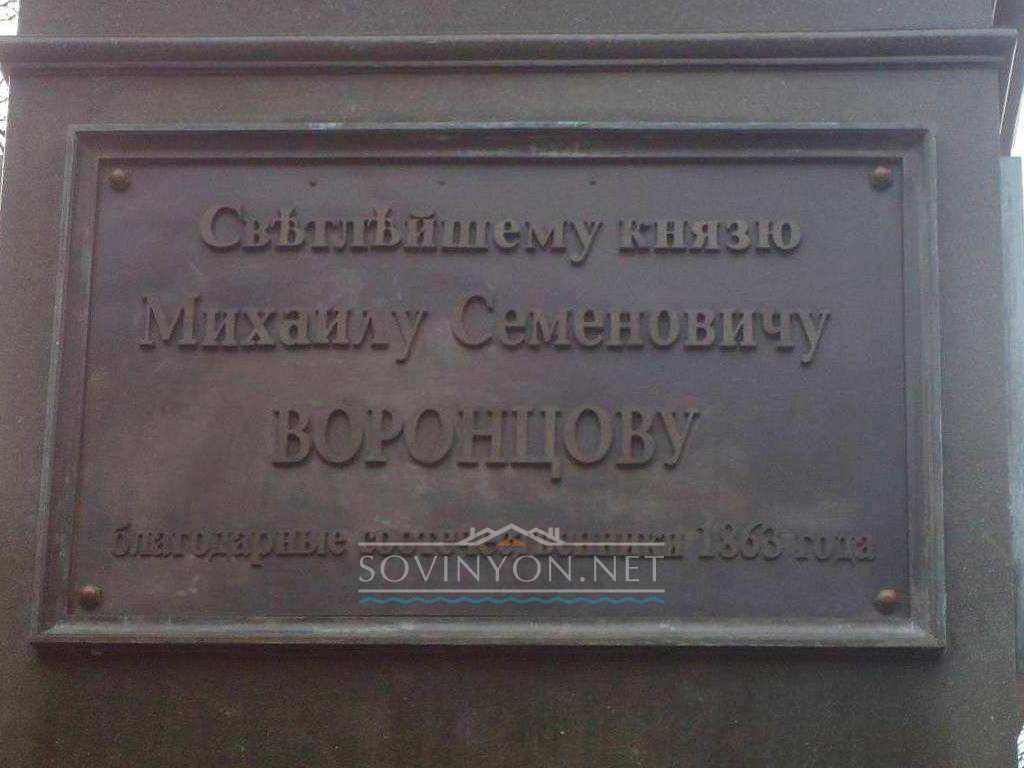 Свѣтлѣйшему князю
Михаилу Семеновичу
ВОРОНЦОВУ
благодарные 1863 года
SOVINYON.NET